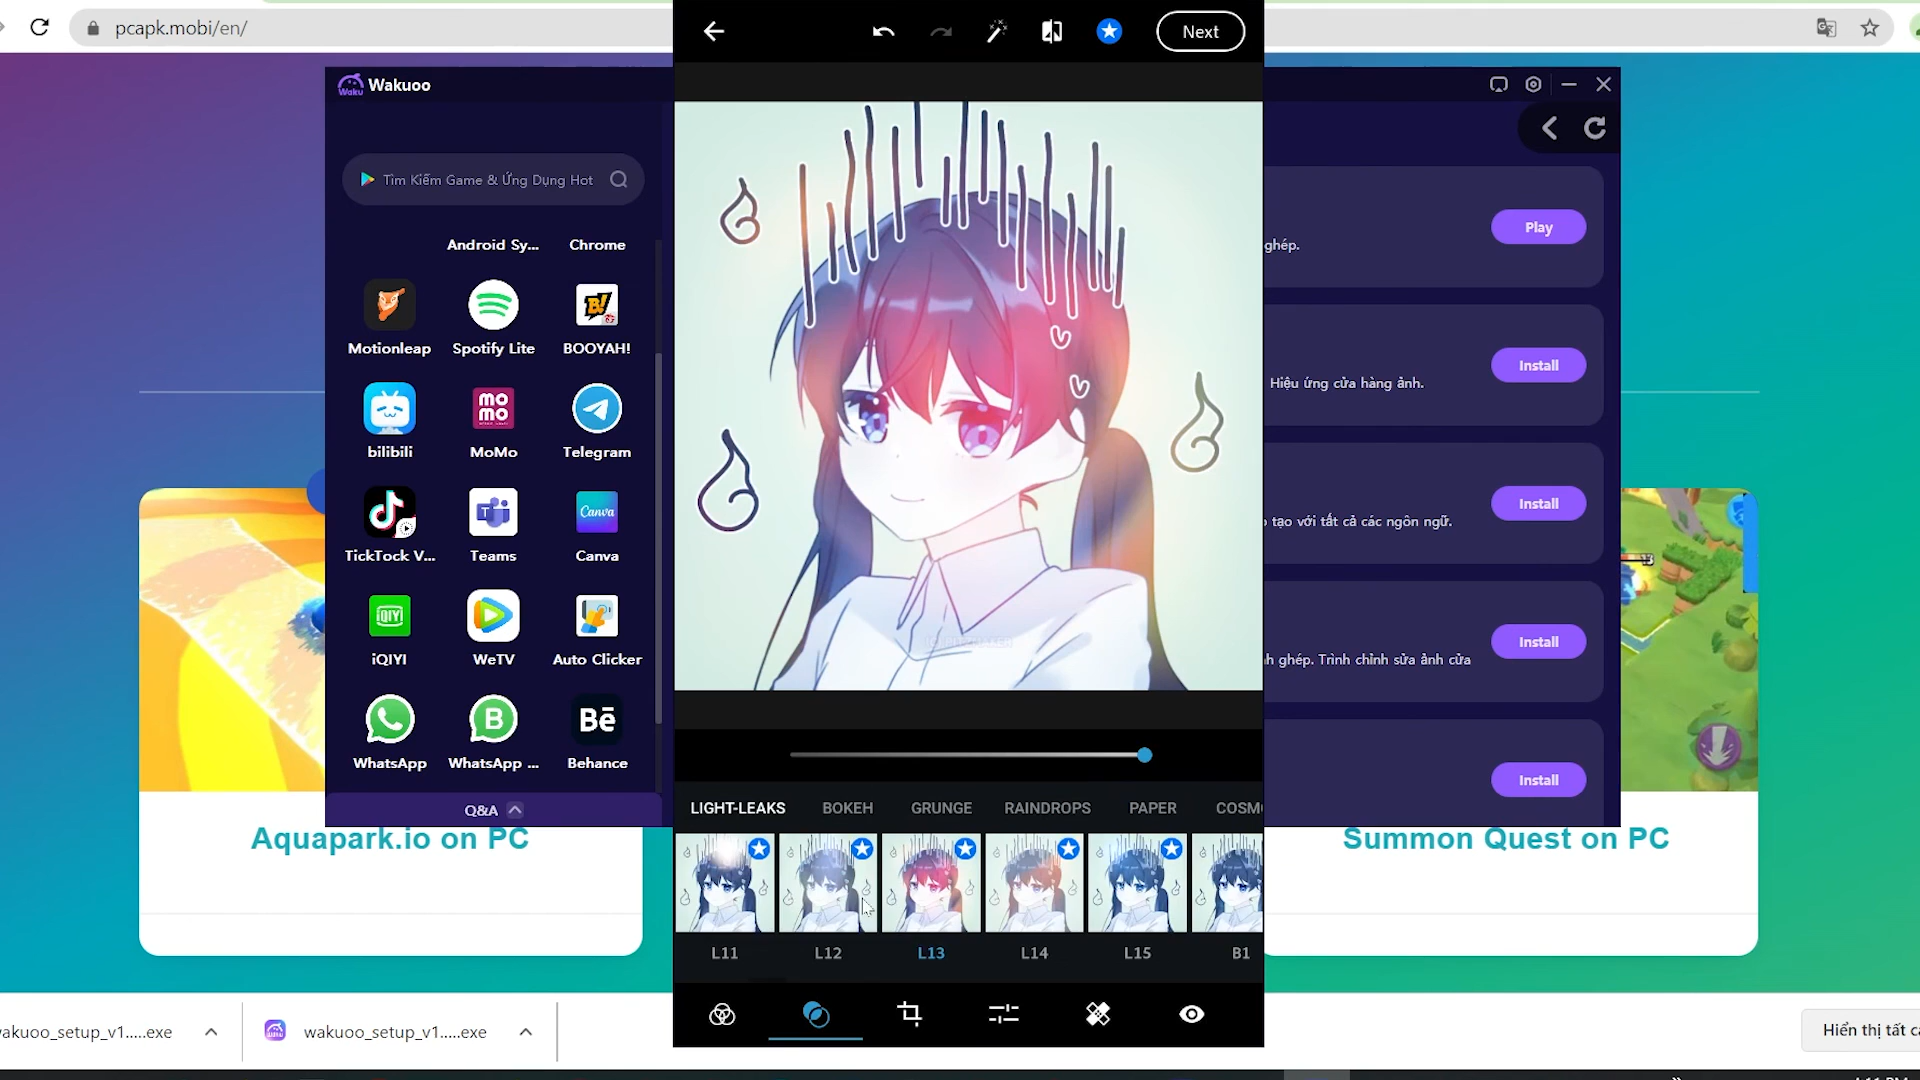 pcapk.mobi/en/
Next
Wakuoo
Tìm Kiếm Game & Ứng Dụng Hot
Android Sy...
Chrome
Motionleap
Spotify Lite
BOOYAH!
bilibili
MoMo
Telegram
TickTock V...
Teams
Canva
iQIYI
WeTV
Auto Clicker
WhatsApp
WhatsApp ...
Behance
Q&A
Play
ghép.
Install
Hiệu ứng cửa hàng ảnh.
Install
tạo với tất cả các ngôn ngữ.
Install
ghép. Trình chỉnh sửa ảnh cửa
Install
LIGHT-LEAKS
BOKEH
GRUNGE
RAINDROPS
PAPER
COSM
L11
L12
L13
L14
L15
B1
Aquapark.io on PC
Summon Quest on PC
akuoo_setup_v1.....exe
wakuoo_setup_v1.....exe
Hiển thị tất c